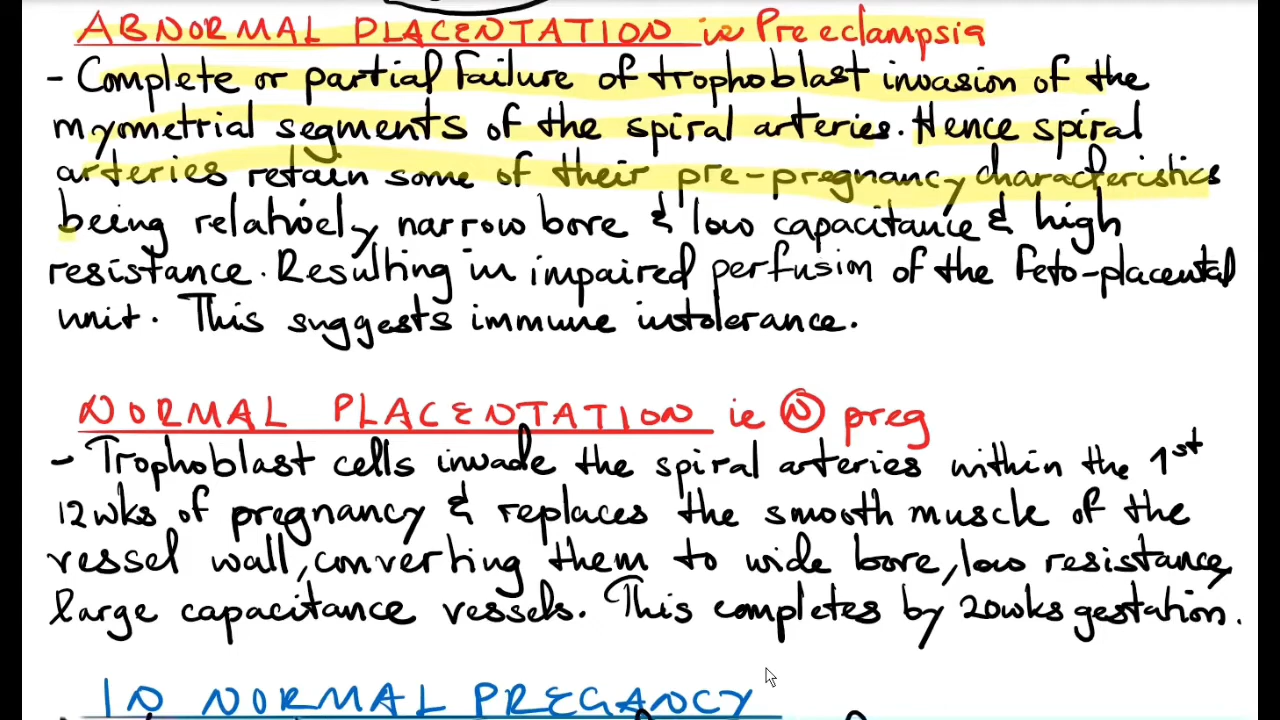 ABNORMAL PLACENTATION ie Preeclampsia
- Complete or partial failure of trophoblast invasion of the
myometrial segments of the spiral arteries. Hence spiral
arteries retain some of their pre-pregnancy characteristics
being relatively narrow bore & low capacitance & high
resistance. Resulting in impaired perfusion of the feto-placental
unit. This suggests immune intolerance.
NORMAL PLACENTATION ie (N) preg
- Trophoblast cells invade the spiral arteries within the 1st
12wks of pregnancy & replaces the smooth muscle of the
vessel wall, converting them to wide bore, low resistance,
large capacitance vessels. This completes by 20wks gestation.
IN NORMAL PREGANCY